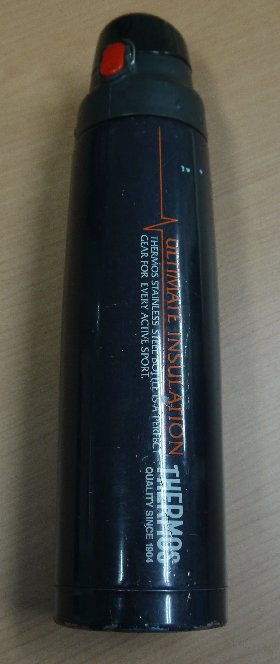 ULTIMATE INSULATION
THERMOS STAINLESS STEEL BOTTLE IS A PERFECT
GEAR FOR EVERY ACTIVE SPORT.
THERMOS
QUALITY SINCE 1904